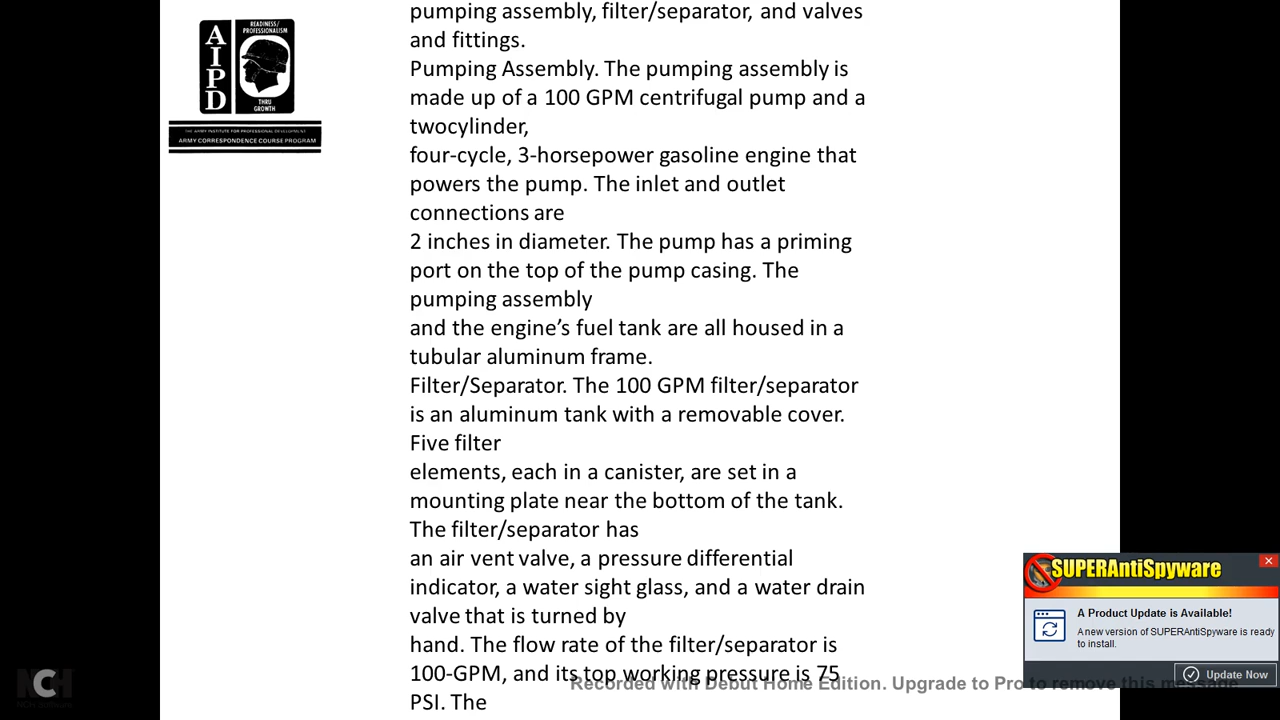 pumping assembly, filter/separator, and valves
and fittings.
Pumping Assembly. The pumping assembly is
made up of a 100 GPM centrifugal pump and a
twocylinder,
four-cycle, 3-horsepower gasoline engine that
powers the pump. The inlet and outlet
connections are
2 inches in diameter. The pump has a priming
port on the top of the pump casing. The
pumping assembly
and the engine’s fuel tank are all housed in a
tubular aluminum frame.
Filter/Separator. The 100 GPM filter/separator
is an aluminum tank with a removable cover.
Five filter
elements, each in a canister, are set in a
mounting plate near the bottom of the tank.
The filter/separator has
an air vent valve, a pressure differential
indicator, a water sight glass, and a water drain
valve that is turned by
hand. The flow rate of the filter/separator is
100-GPM, and its top working pressure is 75
PSI. The
READINESS/
PROFESSIONALISM
AIPD
THRU
GROWTH
THE ARMY INSTITUTE FOR PROFESSIONAL DEVELOPMENT
ARMY CORRESPONDENCE COURSE PROGRAM
SUPERAntiSpyware
A Product Update is Available!
A new version of SUPERAntiSpyware is ready
to install.
Update Now
Recorded with Debut Home Edition. Upgrade to Pro to remove this message
NCH
NCH Software